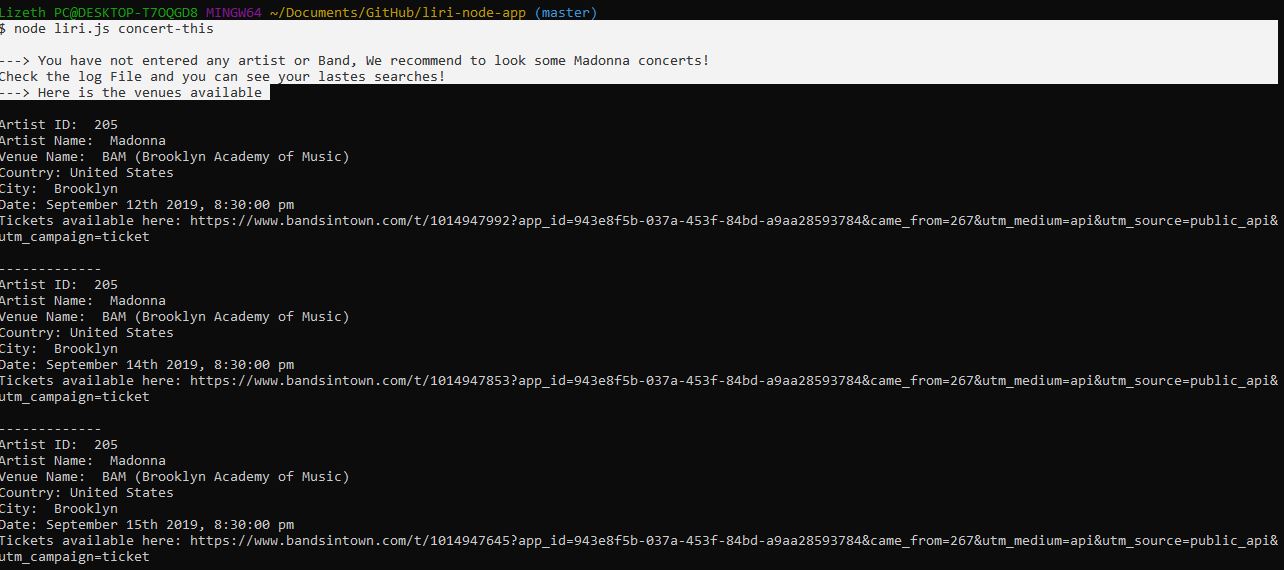 Lizeth PC@DESKTOP-T7OQGD8 MINGW64 ~/Documents/GitHub/liri-node-app (master)
$ node liri.js concert-this
---> You have not entered any artist or Band, We recommend to look some Madonna concerts!
Check the log File and you can see your lastes searches!
---> Here is the venues available
Artist ID:  205
Artist Name:  Madonna
Venue Name:  BAM (Brooklyn Academy of Music)
Country: United States
City:  Brooklyn
Date: September 12th 2019, 8:30:00 pm
Tickets available here: https://www.bandsintown.com/t/1014947992?app_id=943e8f5b-037a-453f-84bd-a9aa28593784&came_from=267&utm_medium=api&utm_source=public_api&
utm_campaign=ticket
-------------
Artist ID:  205
Artist Name:  Madonna
Venue Name:  BAM (Brooklyn Academy of Music)
Country: United States
City:  Brooklyn
Date: September 14th 2019, 8:30:00 pm
Tickets available here: https://www.bandsintown.com/t/1014947853?app_id=943e8f5b-037a-453f-84bd-a9aa28593784&came_from=267&utm_medium=api&utm_source=public_api&
utm_campaign=ticket
-------------
Artist ID:  205
Artist Name:  Madonna
Venue Name:  BAM (Brooklyn Academy of Music)
Country: United States
City:  Brooklyn
Date: September 15th 2019, 8:30:00 pm
Tickets available here: https://www.bandsintown.com/t/1014947645?app_id=943e8f5b-037a-453f-84bd-a9aa28593784&came_from=267&utm_medium=api&utm_source=public_api&
utm_campaign=ticket